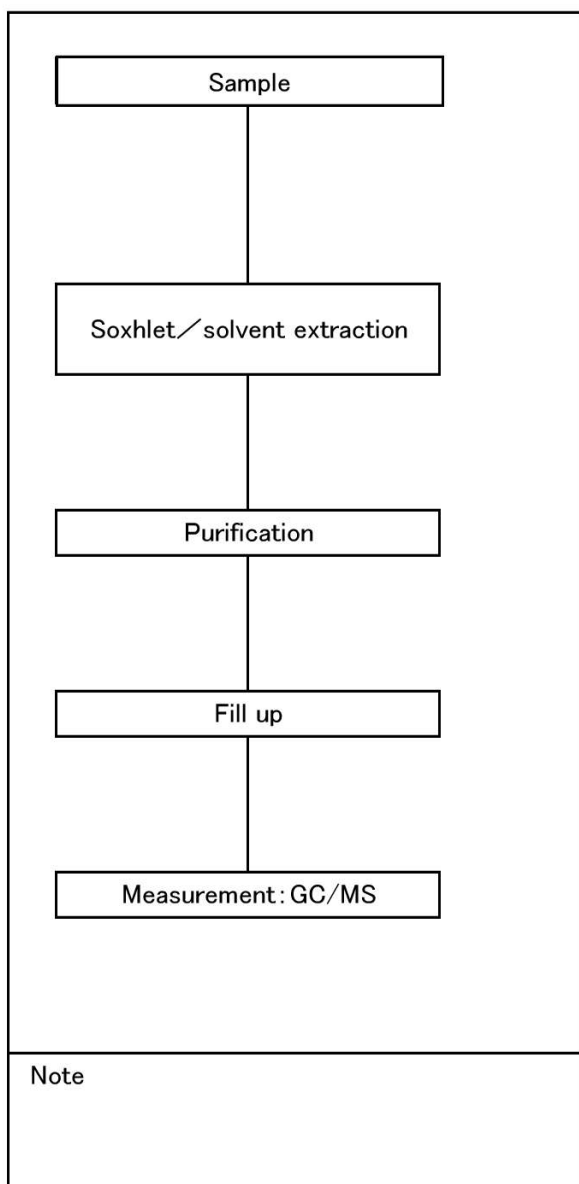 Sample
Soxhlet／solvent extraction
Purification
Fill up
Measurement：GC/MS
Note